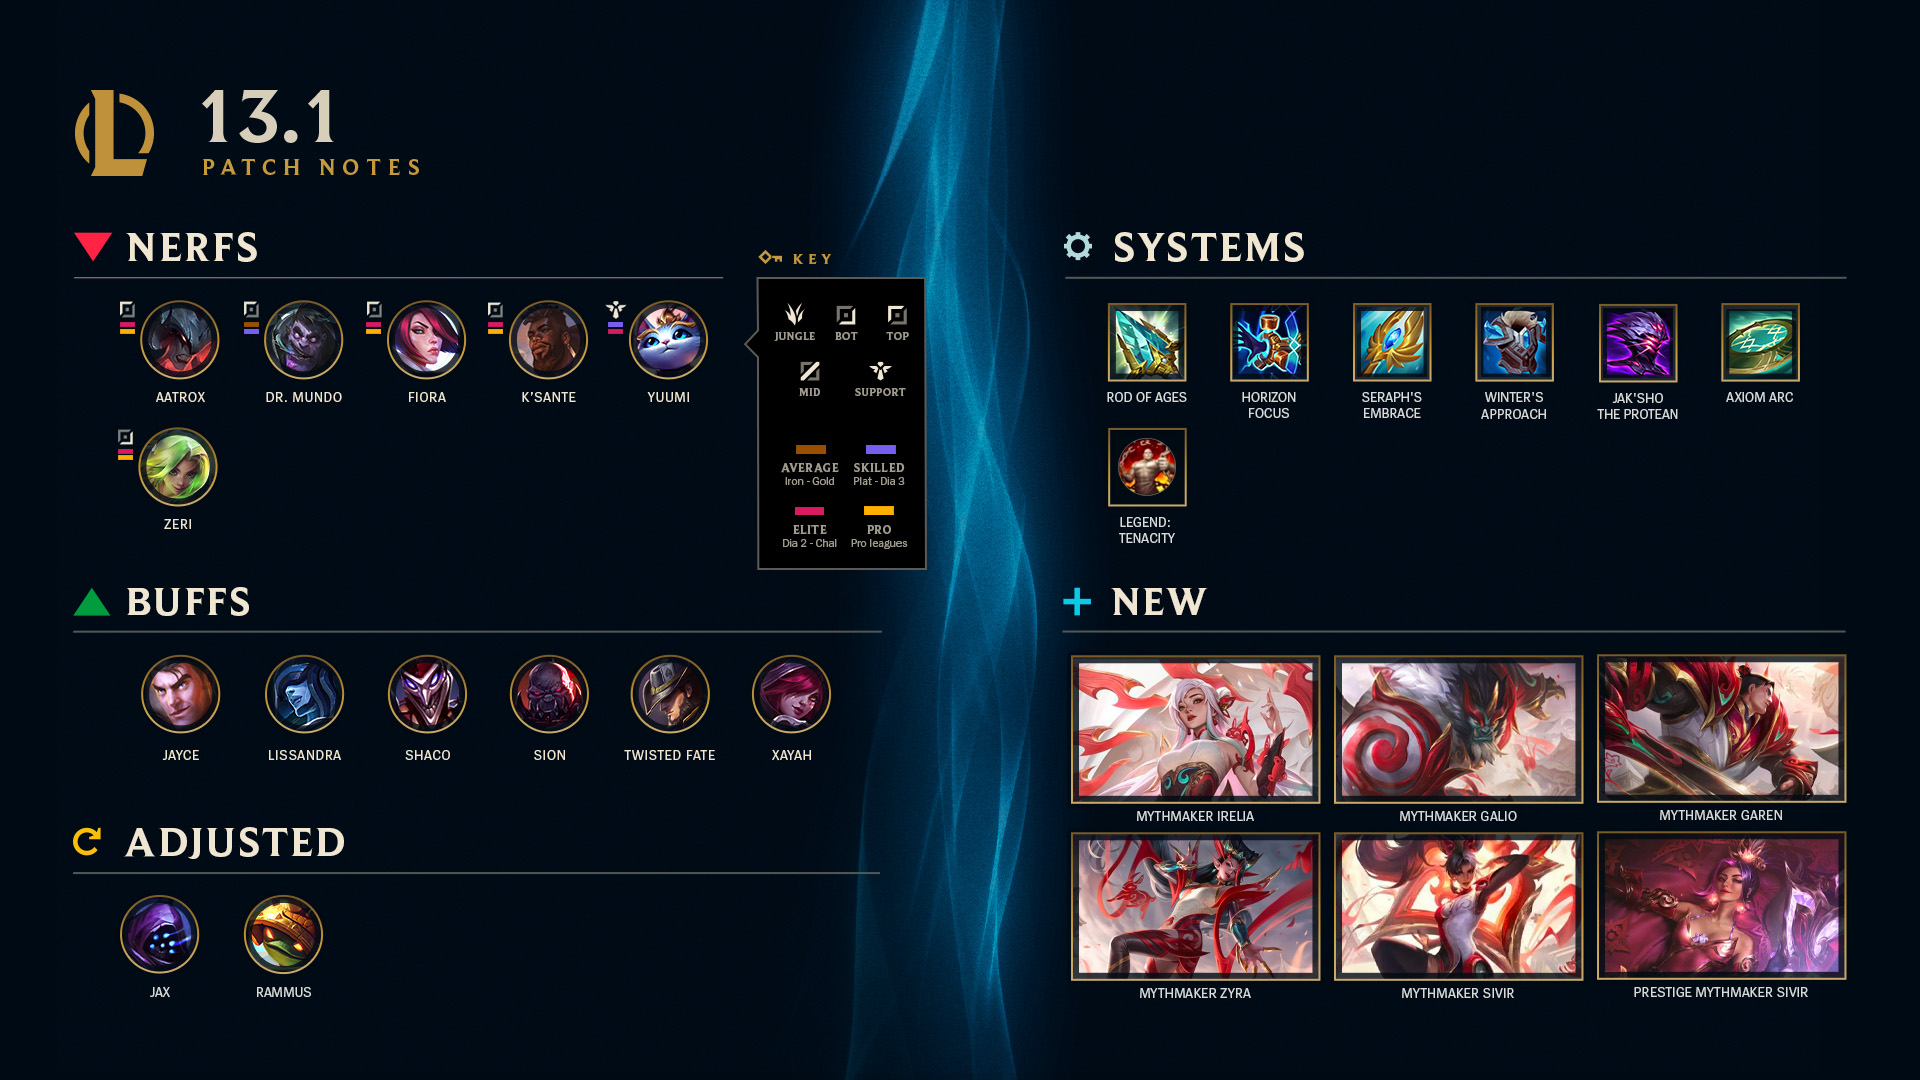 13.1
PATCH NOTES
NERFS
AATROX
DR. MUNDO
FIORA
K'SANTE
YUUMI
ZERI
KEY
JUNGLE
BOT
TOP
MID
SUPPORT
AVERAGE
Iron - Gold
SKILLED
Plat - Dia 3
ELITE
Dia 2 - Chal
PRO
Pro leagues
BUFFS
JAYCE
LISSANDRA
SHACO
SION
TWISTED FATE
XAYAH
ADJUSTED
JAX
RAMMUS
SYSTEMS
ROD OF AGES
HORIZON
FOCUS
SERAPH'S
EMBRACE
WINTER'S
APPROACH
JAK'SHO
THE PROTEAN
AXIOM ARC
LEGEND:
TENACITY
NEW
MYTHMAKER IRELIA
MYTHMAKER GALIO
MYTHMAKER GAREN
MYTHMAKER ZYRA
MYTHMAKER SIVIR
PRESTIGE MYTHMAKER SIVIR